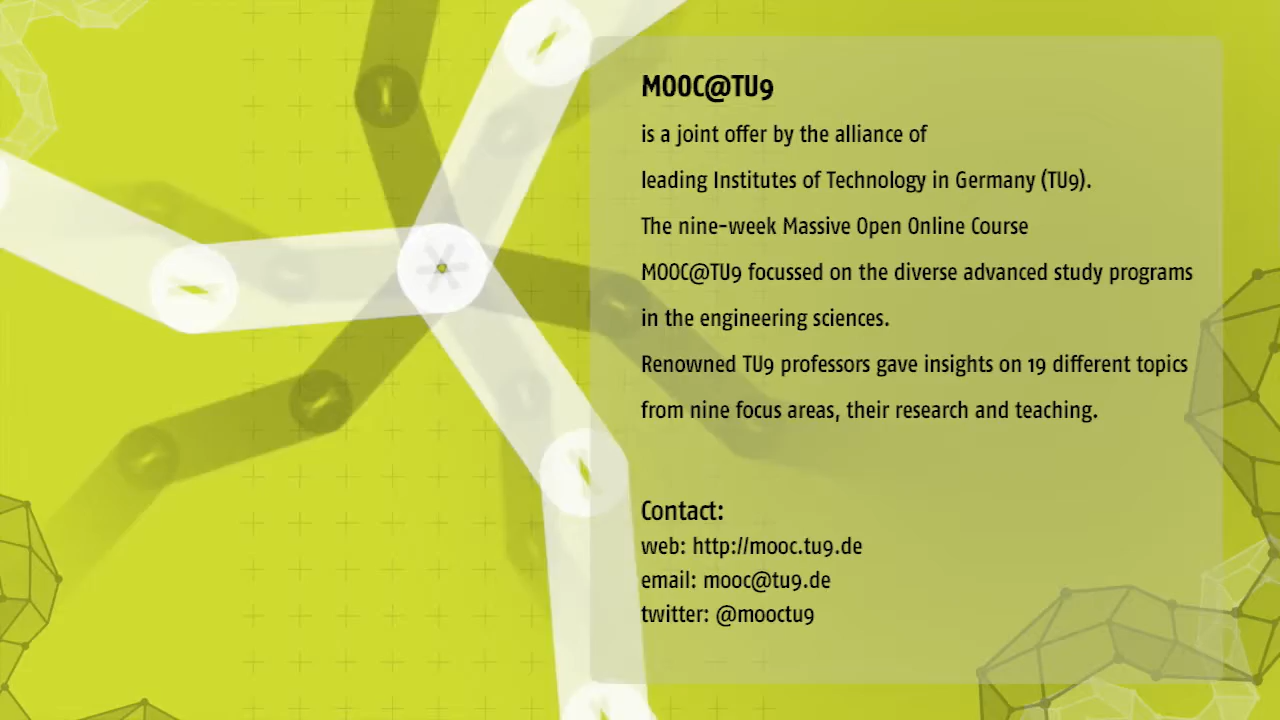 MOOC@TU9
is a joint offer by the alliance of
leading Institutes of Technology in Germany (TU9).
The nine-week Massive Open Online Course
MOOC@TU9 focussed on the diverse advanced study programs
in the engineering sciences.
Renowned TU9 professors gave insights on 19 different topics
from nine focus areas, their research and teaching.
Contact:
web: http://mooc.tu9.de
email: mooc@tu9.de
twitter: @mooctu9